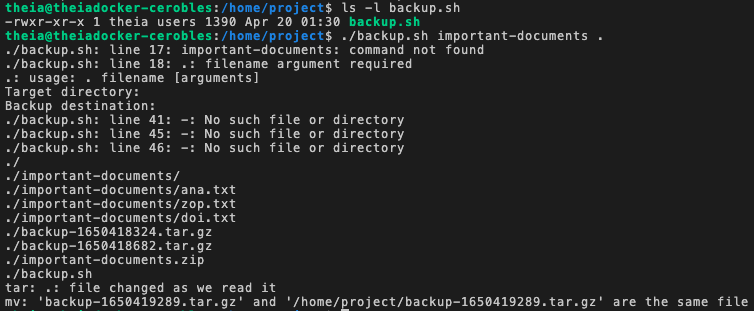 theia@theiadocker-cerobles:/home/project$ ls -l backup.sh
-rwxr-xr-x 1 theia users 1390 Apr 20 01:30 backup.sh
theia@theiadocker-cerobles:/home/project$ ./backup.sh important-documents .
./backup.sh: line 17: important-documents: command not found
./backup.sh: line 18: .: filename argument required
.: usage: . filename [arguments]
Target directory:
Backup destination:
./backup.sh: line 41: -: No such file or directory
./backup.sh: line 45: -: No such file or directory
./backup.sh: line 46: -: No such file or directory
./
./important-documents/
./important-documents/ana.txt
./important-documents/zop.txt
./important-documents/doi.txt
./backup-1650418324.tar.gz
./backup-1650418682.tar.gz
./important-documents.zip
./backup.sh
tar: .: file changed as we read it
mv: 'backup-1650419289.tar.gz' and '/home/project/backup-1650419289.tar.gz' are the same file